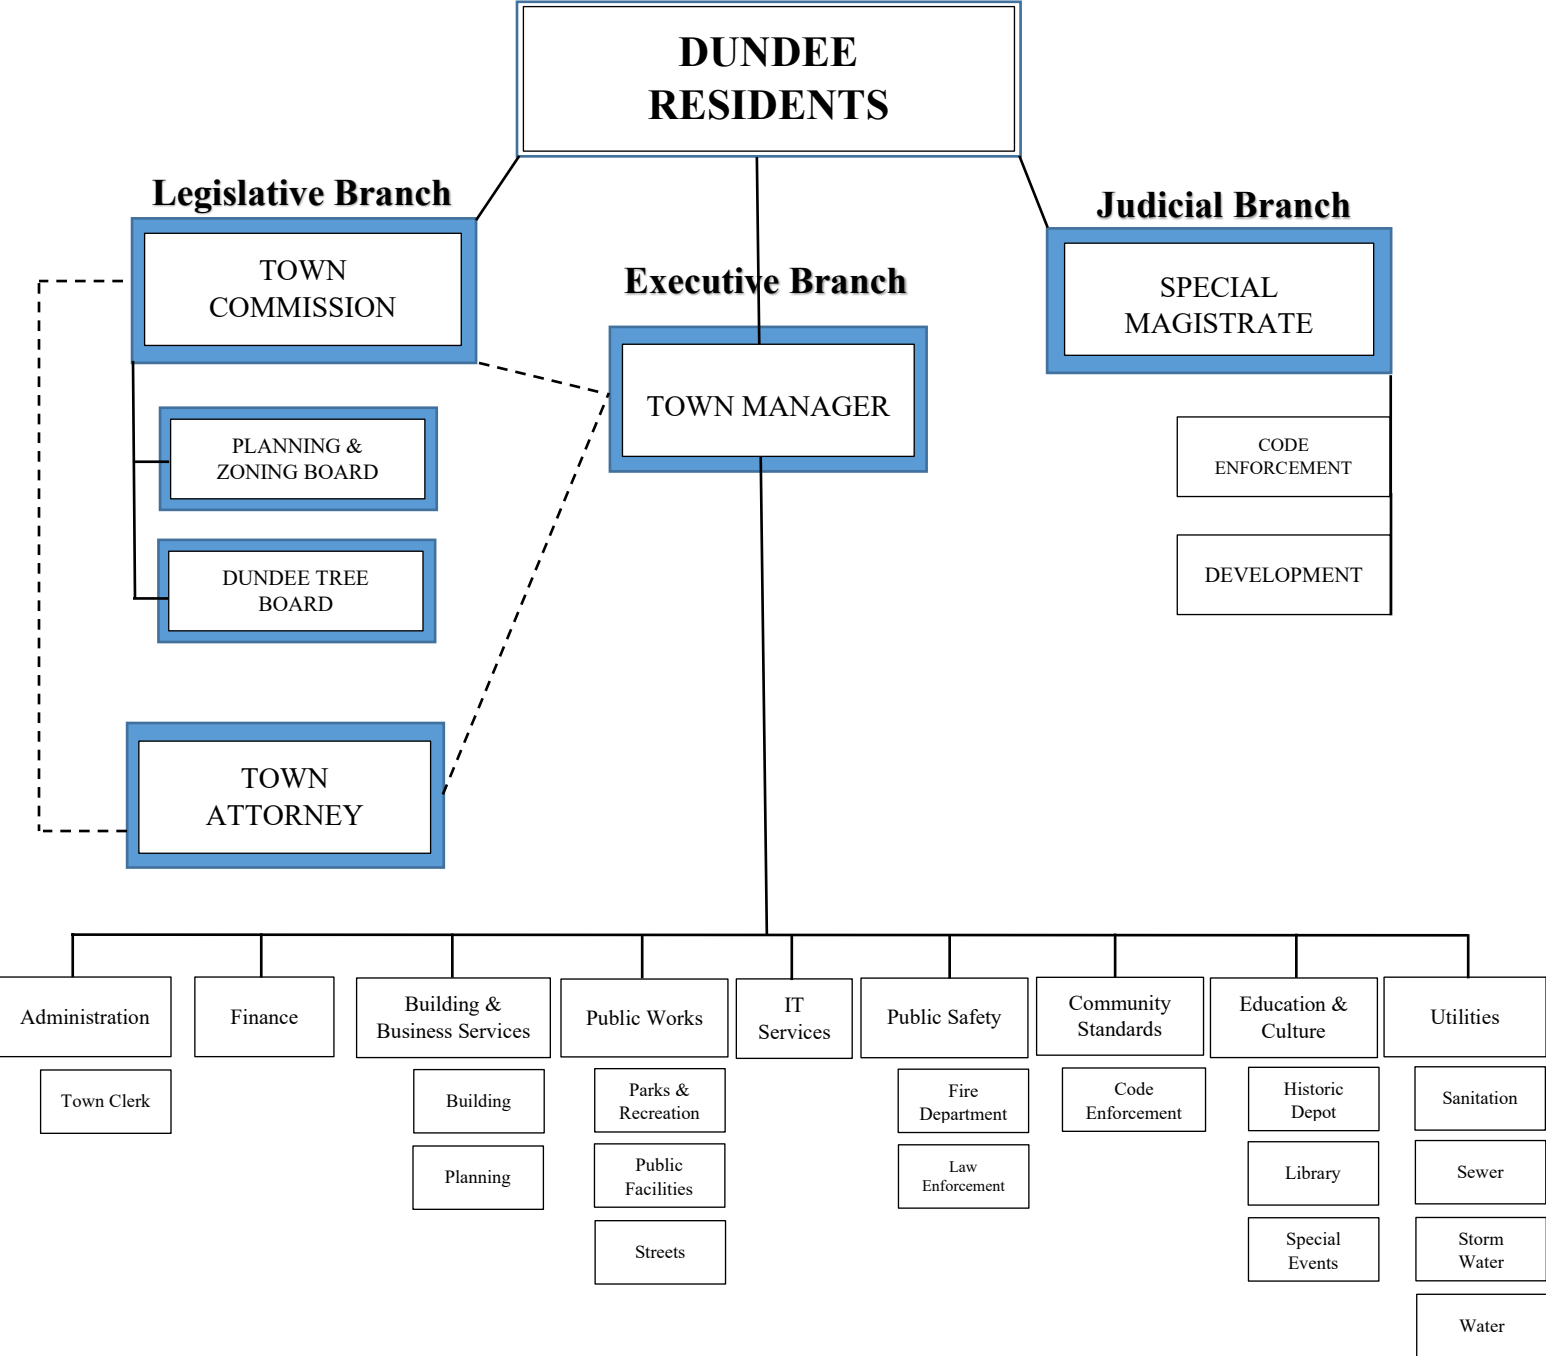 DUNDEE
RESIDENTS
Legislative Branch
Judicial Branch
Executive Branch
TOWN
COMMISSION
SPECIAL
MAGISTRATE
TOWN MANAGER
PLANNING &
ZONING BOARD
CODE
ENFORCEMENT
DUNDEE TREE
BOARD
DEVELOPMENT
TOWN
ATTORNEY
Administration
Town Clerk
Finance
Building &
Business Services
Building
Planning
Public Works
Parks &
Recreation
Public
Facilities
Streets
IT
Services
Public Safety
Fire
Department
Law
Enforcement
Community
Standards
Code
Enforcement
Education &
Culture
Historic
Depot
Library
Special
Events
Utilities
Sanitation
Sewer
Storm
Water
Water